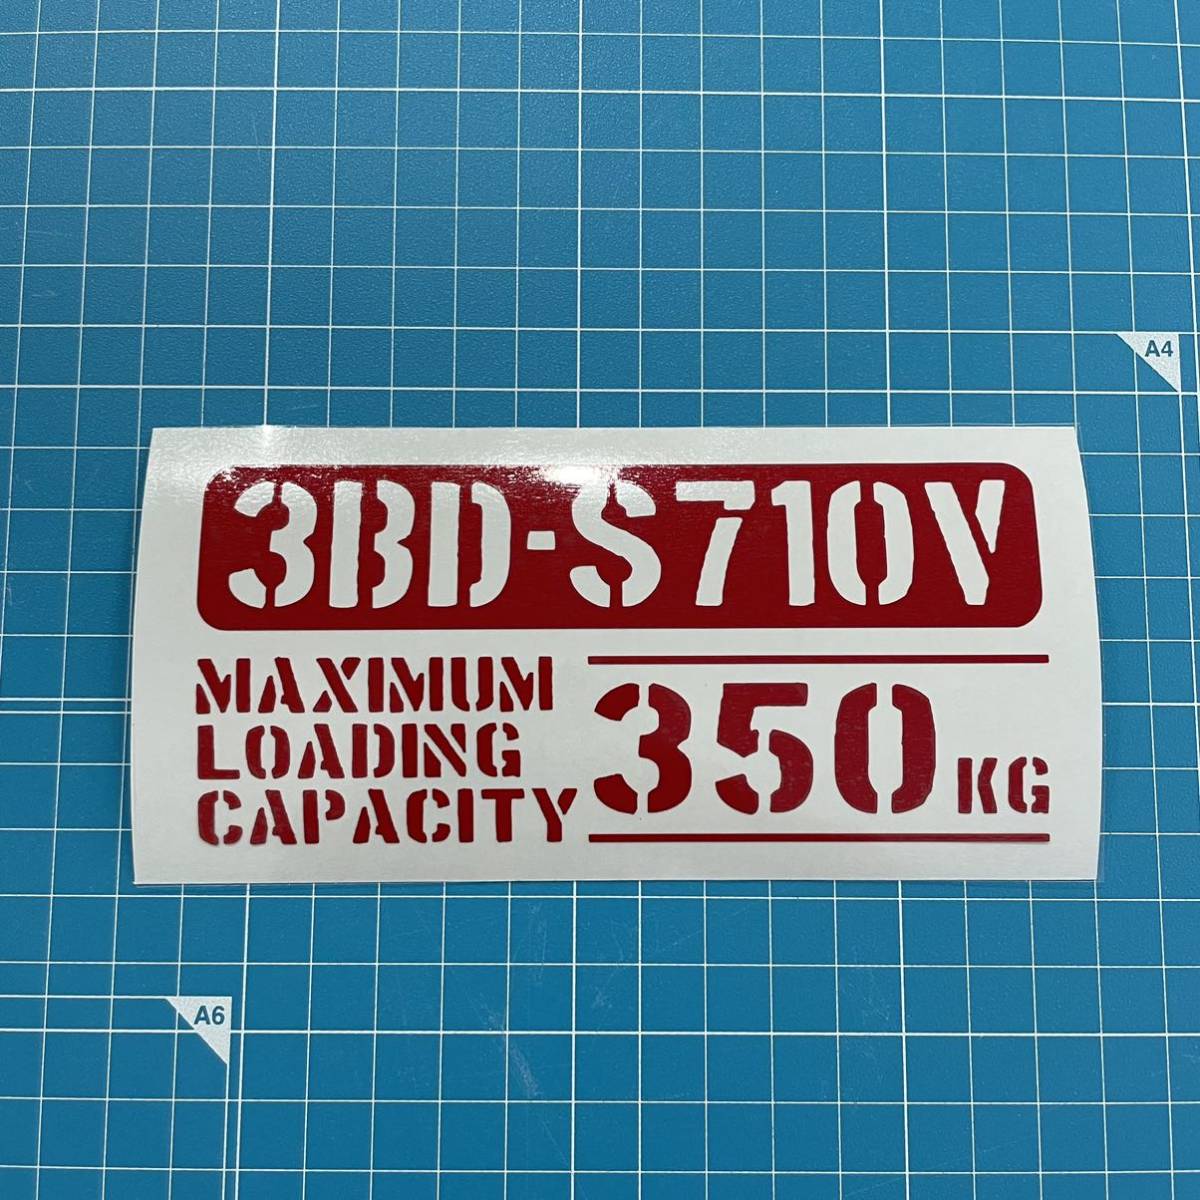 A4
3BD-S710V
MAXIMUM
LOADING
CAPACITY
350 KG
A6